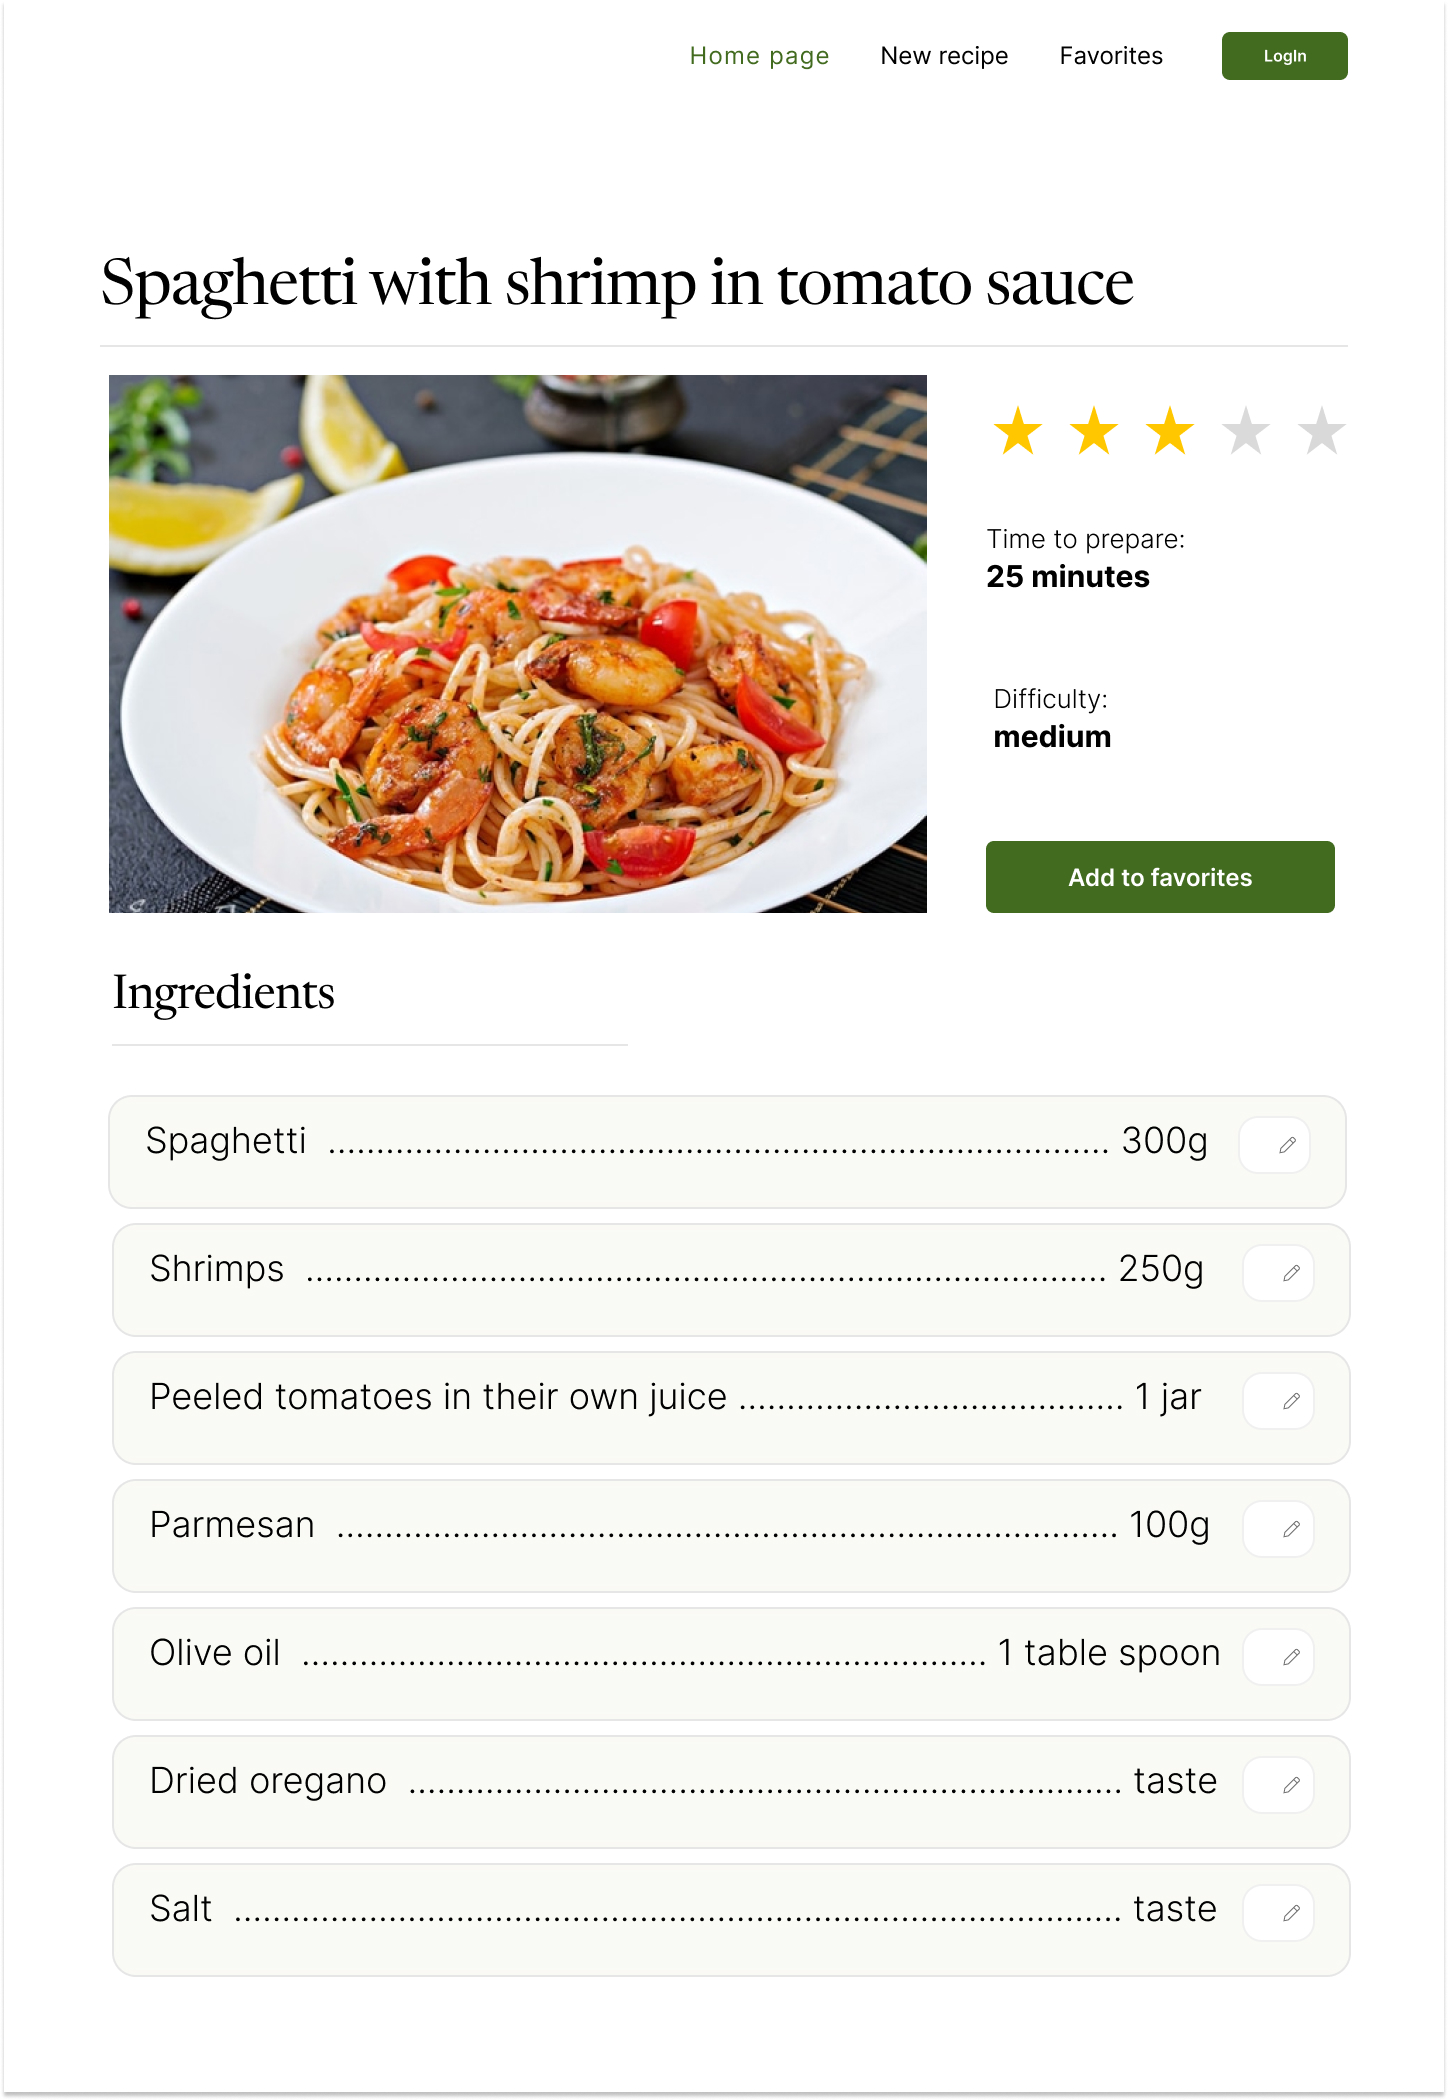 Home page New recipe Favorites LogIn
Spaghetti with shrimp in tomato sauce
Time to prepare:
25 minutes
Difficulty:
medium
Add to favorites
Ingredients
Spaghetti ................................................................................ 300g
Shrimps .................................................................................. 250g
Peeled tomatoes in their own juice ........................................ 1 jar
Parmesan ................................................................................ 100g
Olive oil ...................................................................... 1 table spoon
Dried oregano ......................................................................... taste
Salt ........................................................................................... taste